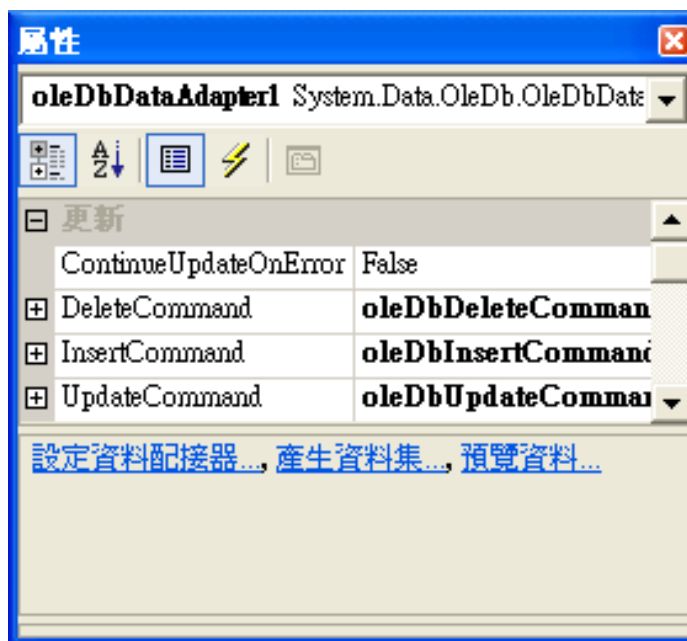 屬性
oleDbDataAdapter1 System.Data.OleDb.OleDbData
更新
ContinueUpdateOnError False
DeleteCommand oleDbDeleteComman
InsertCommand oleDbInsertCommand
UpdateCommand oleDbUpdateComman
設定資料配接器..., 產生資料集..., 預覽資料...